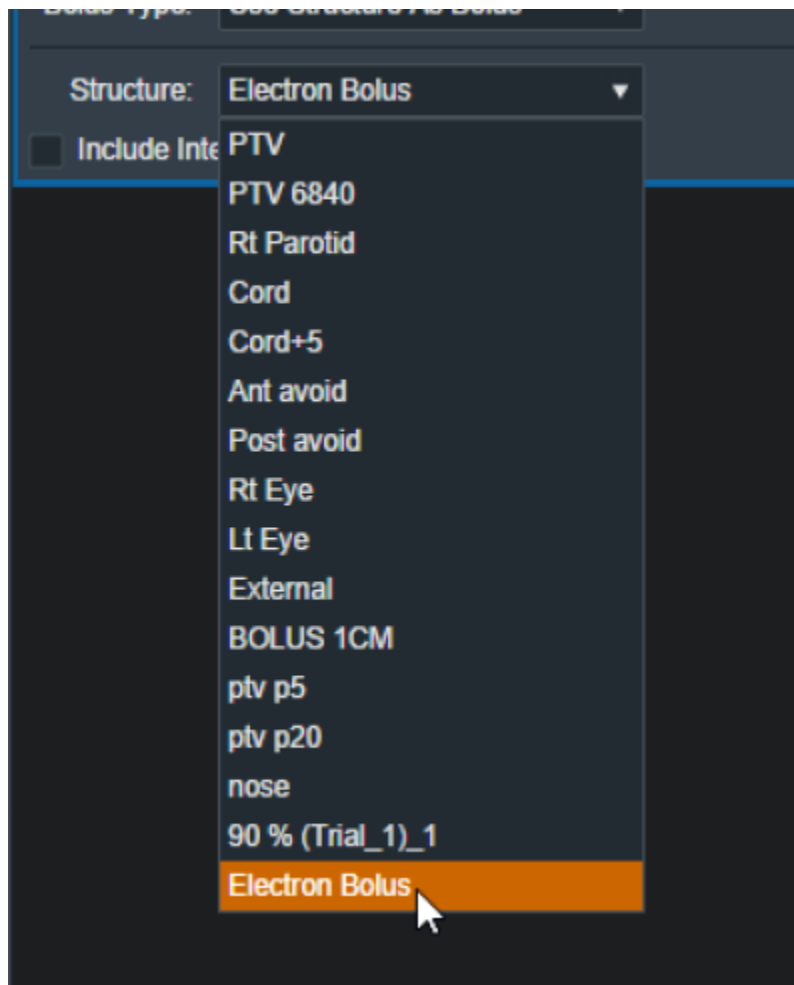 Structure: Electron Bolus
Include Inte
PTV
PTV 6840
Rt Parotid
Cord
Cord+5
Ant avoid
Post avoid
Rt Eye
Lt Eye
External
BOLUS 1CM
ptv p5
ptv p20
nose
90 % (Trial_1)_1
Electron Bolus